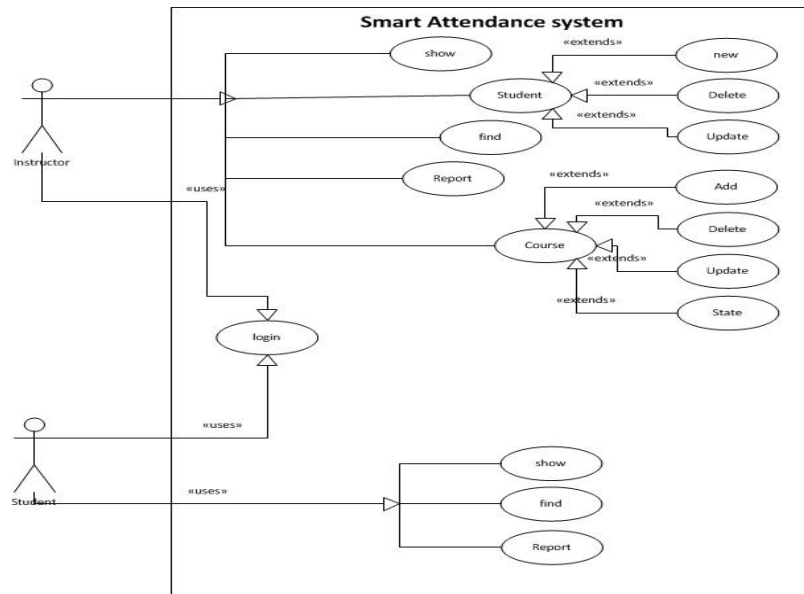 Smart Attendance system
«extends»
show
new
«extends»
Student
Delete
«extends»
find
Update
Instructor
Report
«uses»
«extends»
Add
«extends»
Delete
Course
«extends»
Update
«extends»
State
login
«uses»
Student
«uses»
show
find
Report